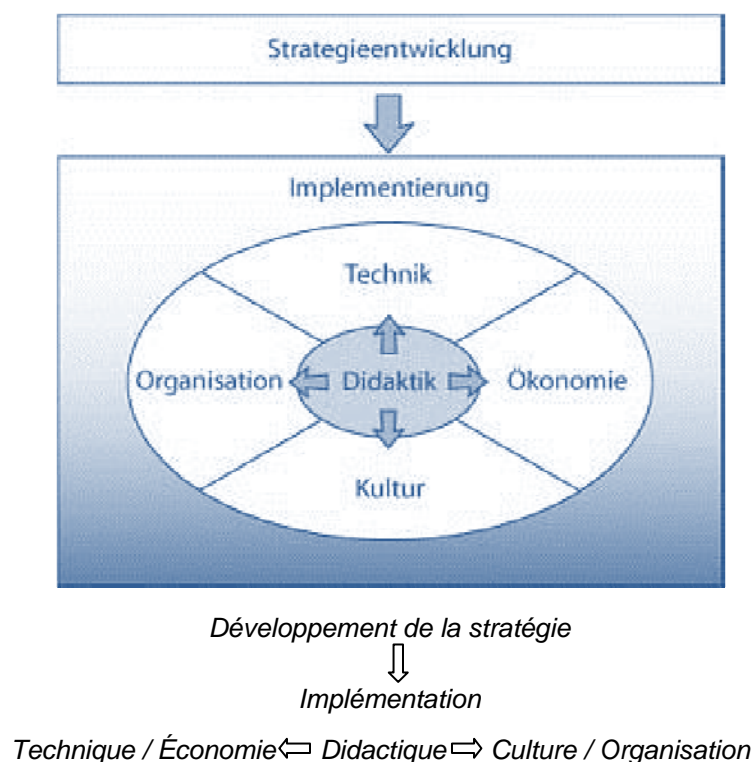 Strategieentwicklung
Implementierung
Technik
Organisation Didaktik Ökonomie
Kultur
Développement de la stratégie
Implémentation
Technique / Économie Didactique Culture / Organisation